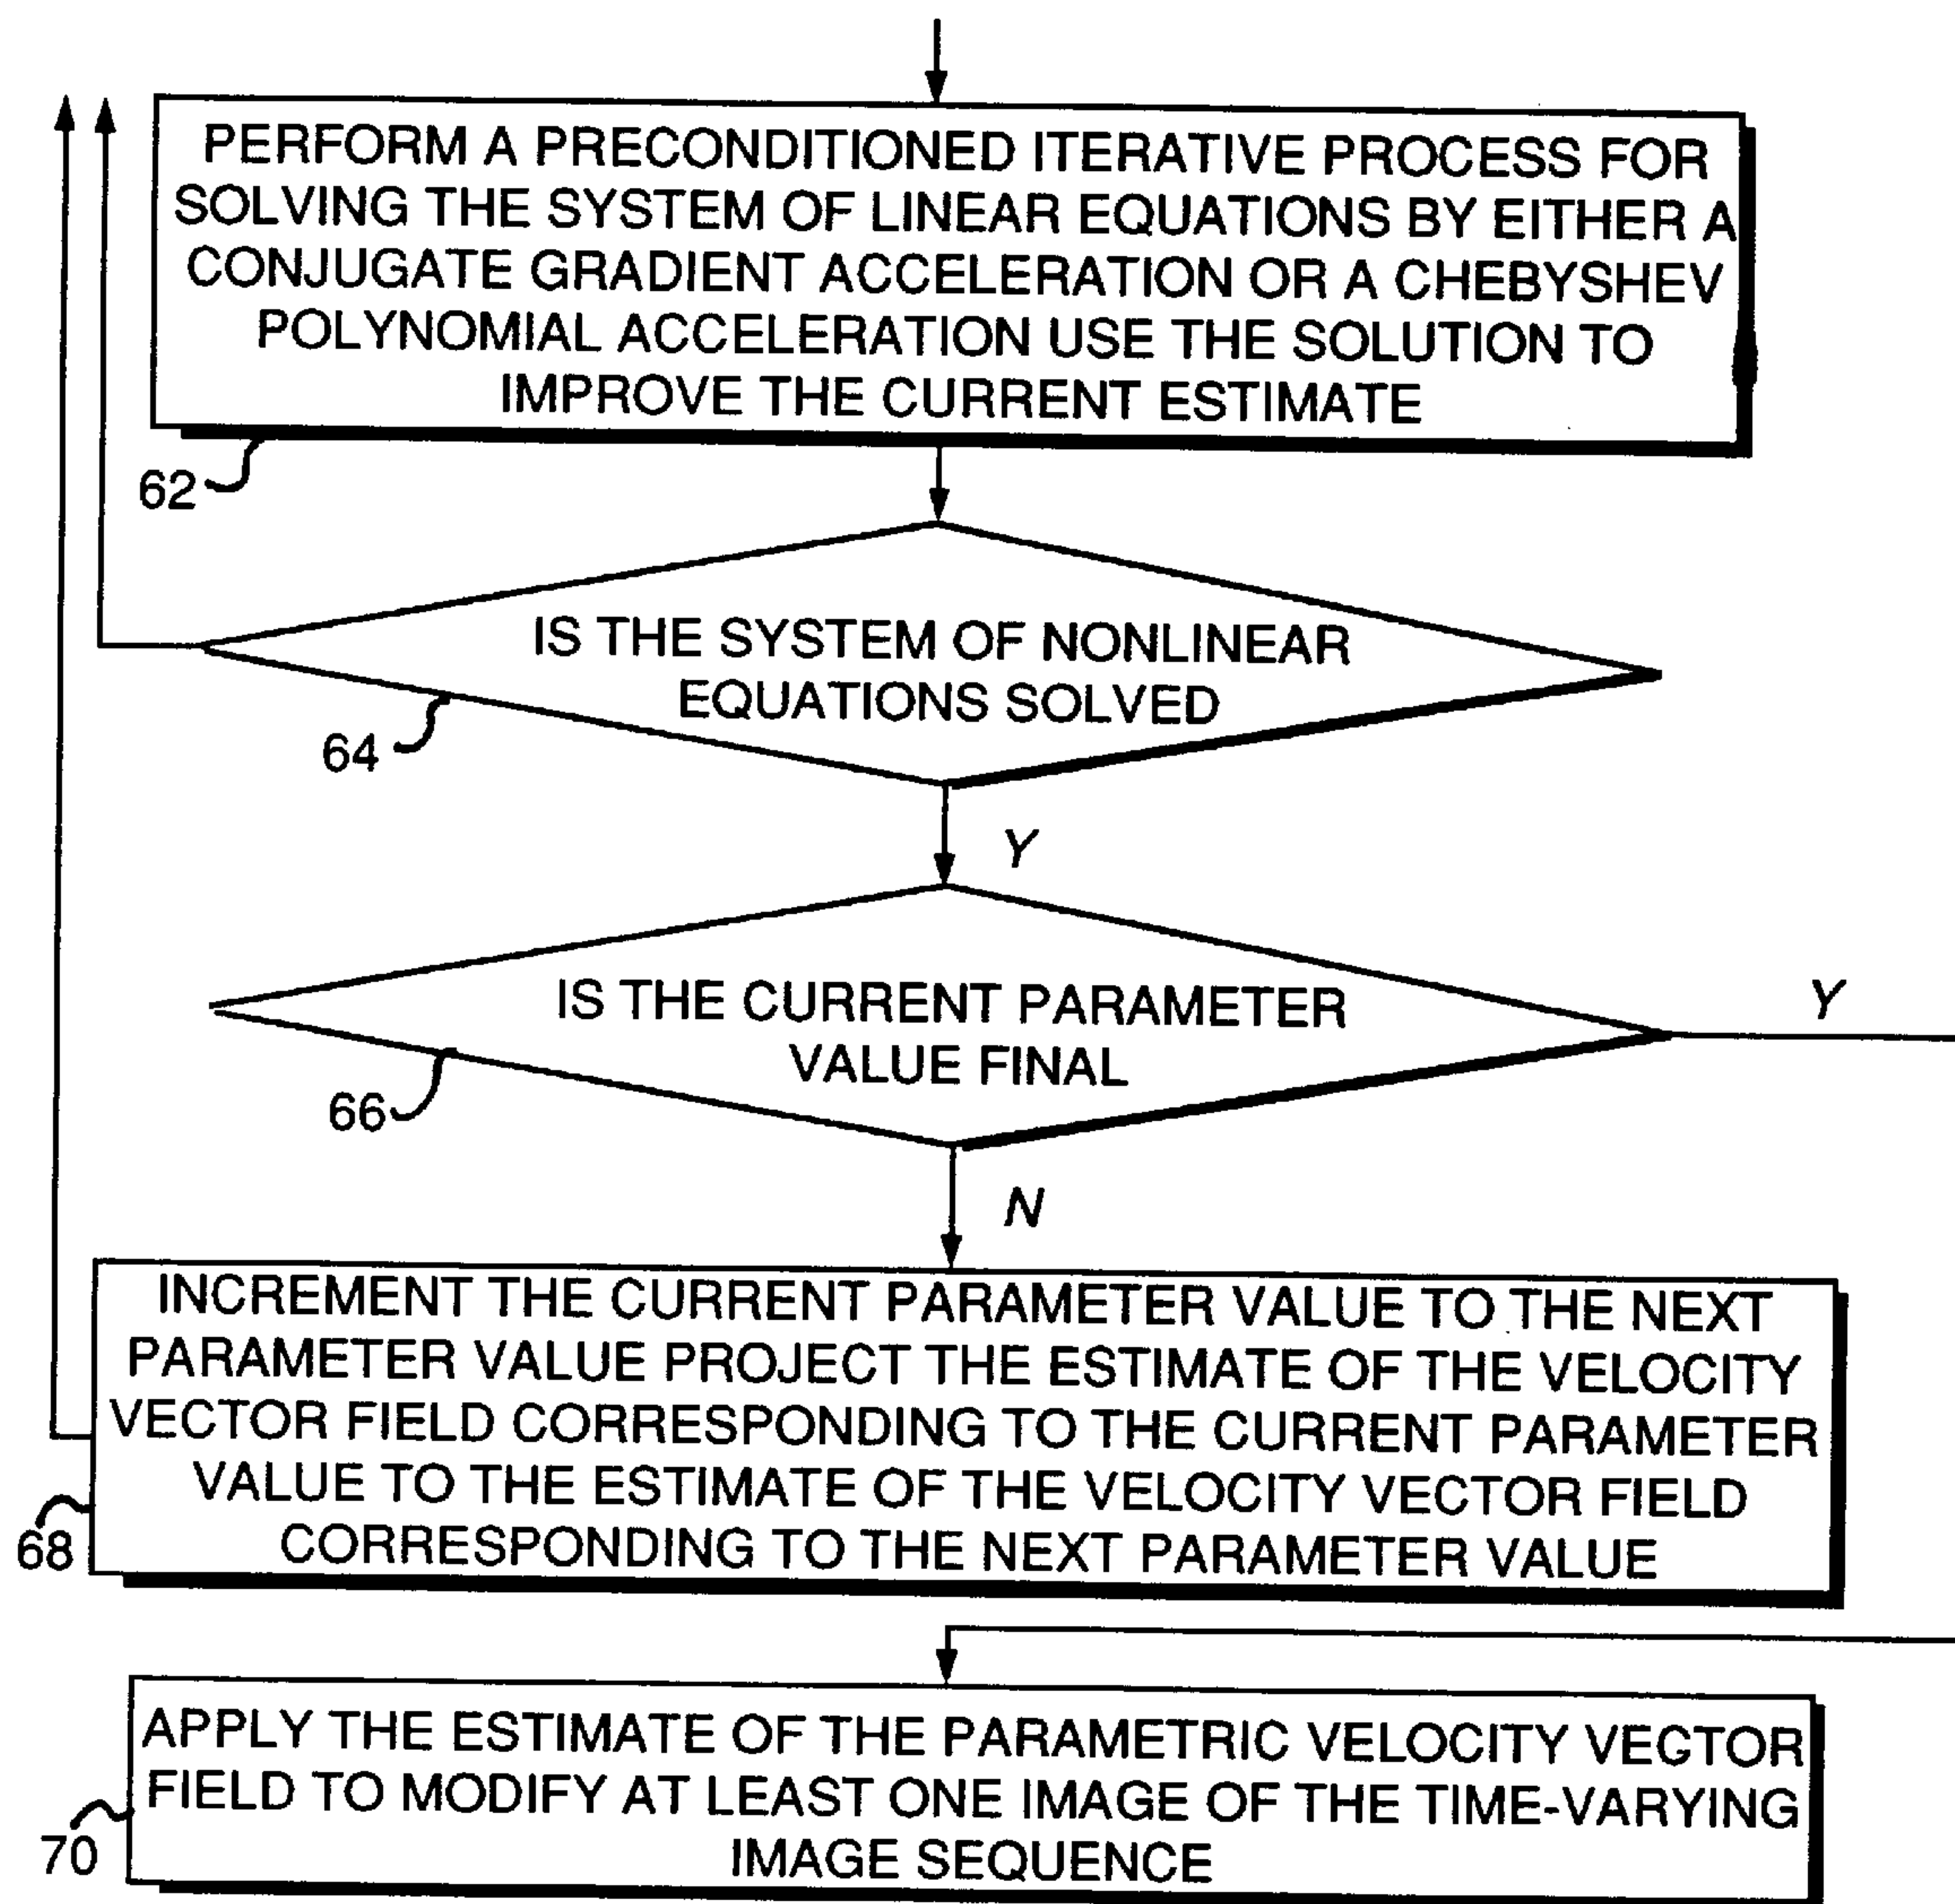 PERFORM A PRECONDITIONED ITERATIVE PROCESS FOR
SOLVING THE SYSTEM OF LINEAR EQUATIONS BY EITHER A
CONJUGATE GRADIENT ACCELERATION OR A CHEBYSHEV
POLYNOMIAL ACCELERATION USE THE SOLUTION TO
IMPROVE THE CURRENT ESTIMATE
62
IS THE SYSTEM OF NONLINEAR
EQUATIONS SOLVED
64
Y
IS THE CURRENT PARAMETER
VALUE FINAL
Y
66
N
INCREMENT THE CURRENT PARAMETER VALUE TO THE NEXT
PARAMETER VALUE PROJECT THE ESTIMATE OF THE VELOCITY
VECTOR FIELD CORRESPONDING TO THE CURRENT PARAMETER
VALUE TO THE ESTIMATE OF THE VELOCITY VECTOR FIELD
CORRESPONDING TO THE NEXT PARAMETER VALUE
68
APPLY THE ESTIMATE OF THE PARAMETRIC VELOCITY VECTOR
FIELD TO MODIFY AT LEAST ONE IMAGE OF THE TIME-VARYING
IMAGE SEQUENCE
70